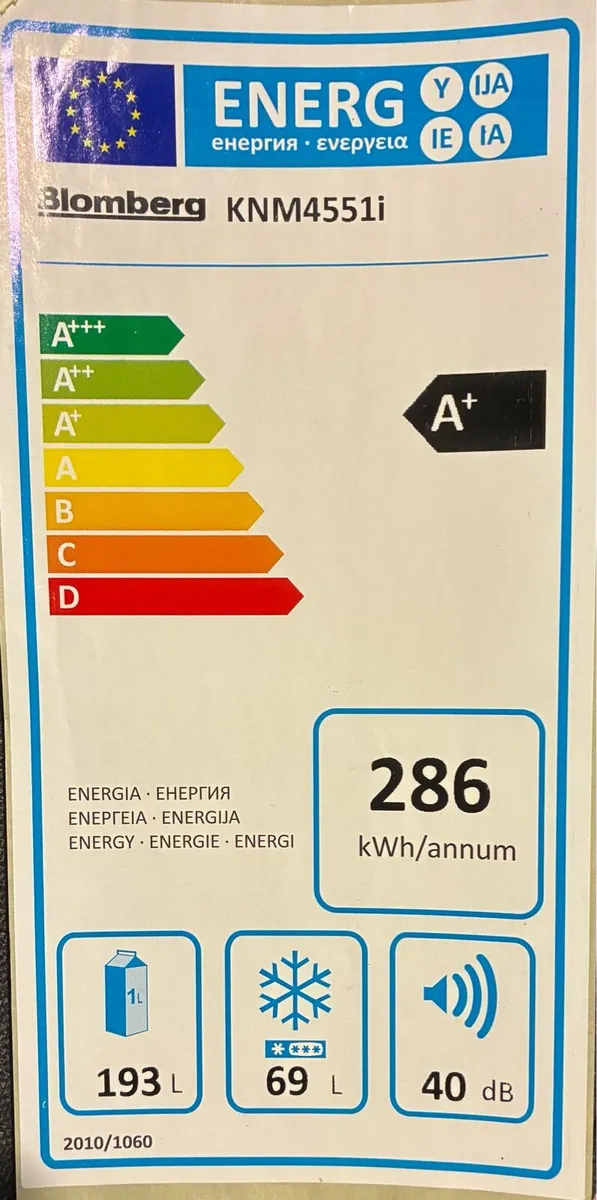 ENERG Y IJA
енергия · ενεργεια IE IA
Blomberg KNM4551i
A+++
A++
A+
A
B
C
D
A+
ENERGIA · ЕНЕРГИЯ
ΕΝΕΡΓΕΙΑ · ENERGIJA
ENERGY · ENERGIE · ENERGI
286
kWh/annum
1L
193 L
69 L
40 dB
2010/1060